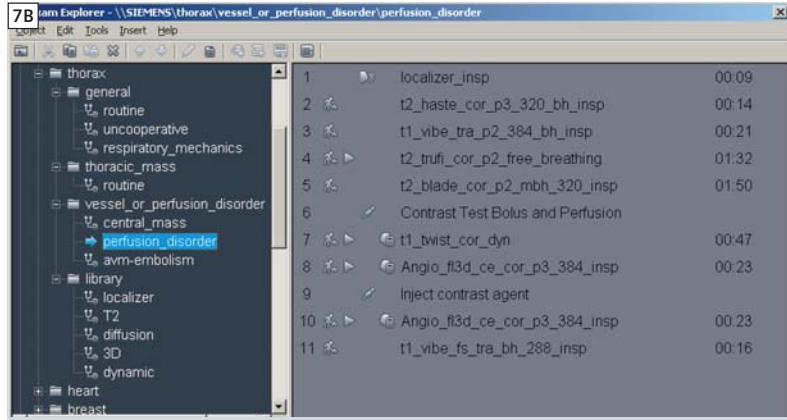 7B
xam Explorer - \\SIEMENS\thorax\vessel_or_perfusion_disorder\perfusion_disorder
Object Edit Tools Insert Help
thorax
general
routine
uncooperative
respiratory_mechanics
thoracic_mass
routine
vessel_or_perfusion_disorder
central_mass
perfusion_disorder
avm-embolism
library
localizer
T2
diffusion
3D
dynamic
heart
breast
1 localizer_insp 00:09
2 t2_haste_cor_p3_320_bh_insp 00:14
3 t1_vibe_tra_p2_384_bh_insp 00:21
4 t2_trufi_cor_p2_free_breathing 01:32
5 t2_blade_cor_p2_mbh_320_insp 01:50
6 Contrast Test Bolus and Perfusion
7 t1_twist_cor_dyn 00:47
8 Angio_fl3d_ce_cor_p3_384_insp 00:23
9 Inject contrast agent
10 Angio_fl3d_ce_cor_p3_384_insp 00:23
11 t1_vibe_fs_tra_bh_288_insp 00:16